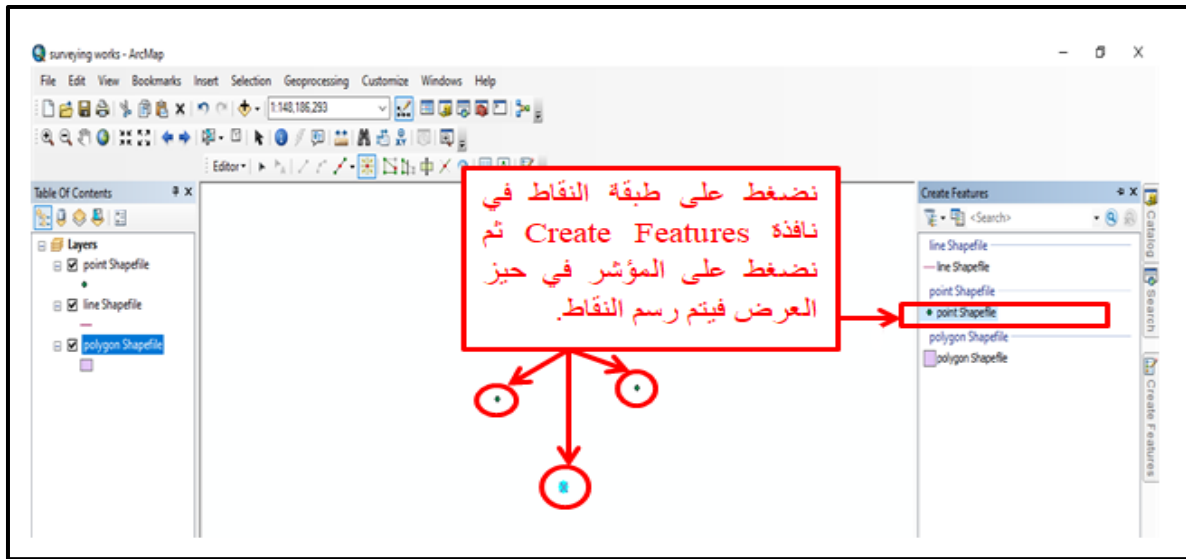 surveying works - ArcMap
File Edit View Bookmarks Insert Selection Geoprocessing Customize Windows Help
1:148,186,293
Editor
Table Of Contents
Layers
point Shapefile
line Shapefile
polygon Shapefile
نضغط على طبقة النقاط في
نافذة Create Features ثم
نضغط على المؤشر في حيز
العرض فيتم رسم النقاط.
Create Features
<Search>
line Shapefile
line Shapefile
point Shapefile
point Shapefile
polygon Shapefile
polygon Shapefile
Catalog
Search
Create Features